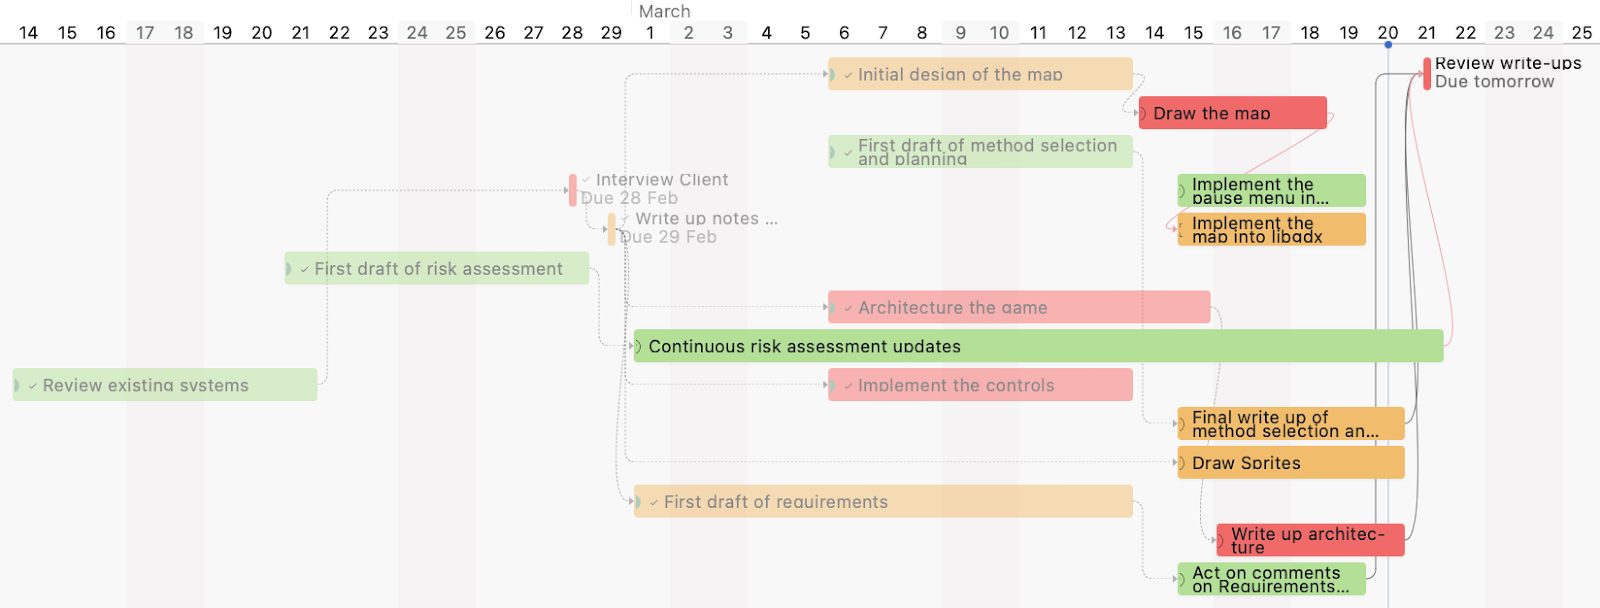 March
14 15 16 17 18 19 20 21 22 23 24 25 26 27 28 29 1 2 3 4 5 6 7 8 9 10 11 12 13 14 15 16 17 18 19 20 21 22 23 24 25
Review write-ups
Due tomorrow
✓ Initial design of the map
Draw the map
✓ First draft of method selection
and planning
✓ Interview Client
Due 28 Feb
Implement the
pause menu in...
✓ Write up notes ...
Due 29 Feb
Implement the
map into libgdx
✓ First draft of risk assessment
✓ Architecture the game
Continuous risk assessment updates
✓ Review existing systems
✓ Implement the controls
Final write up of
method selection an...
Draw Sprites
✓ First draft of requirements
Write up architec-
ture
Act on comments
on Requirements...